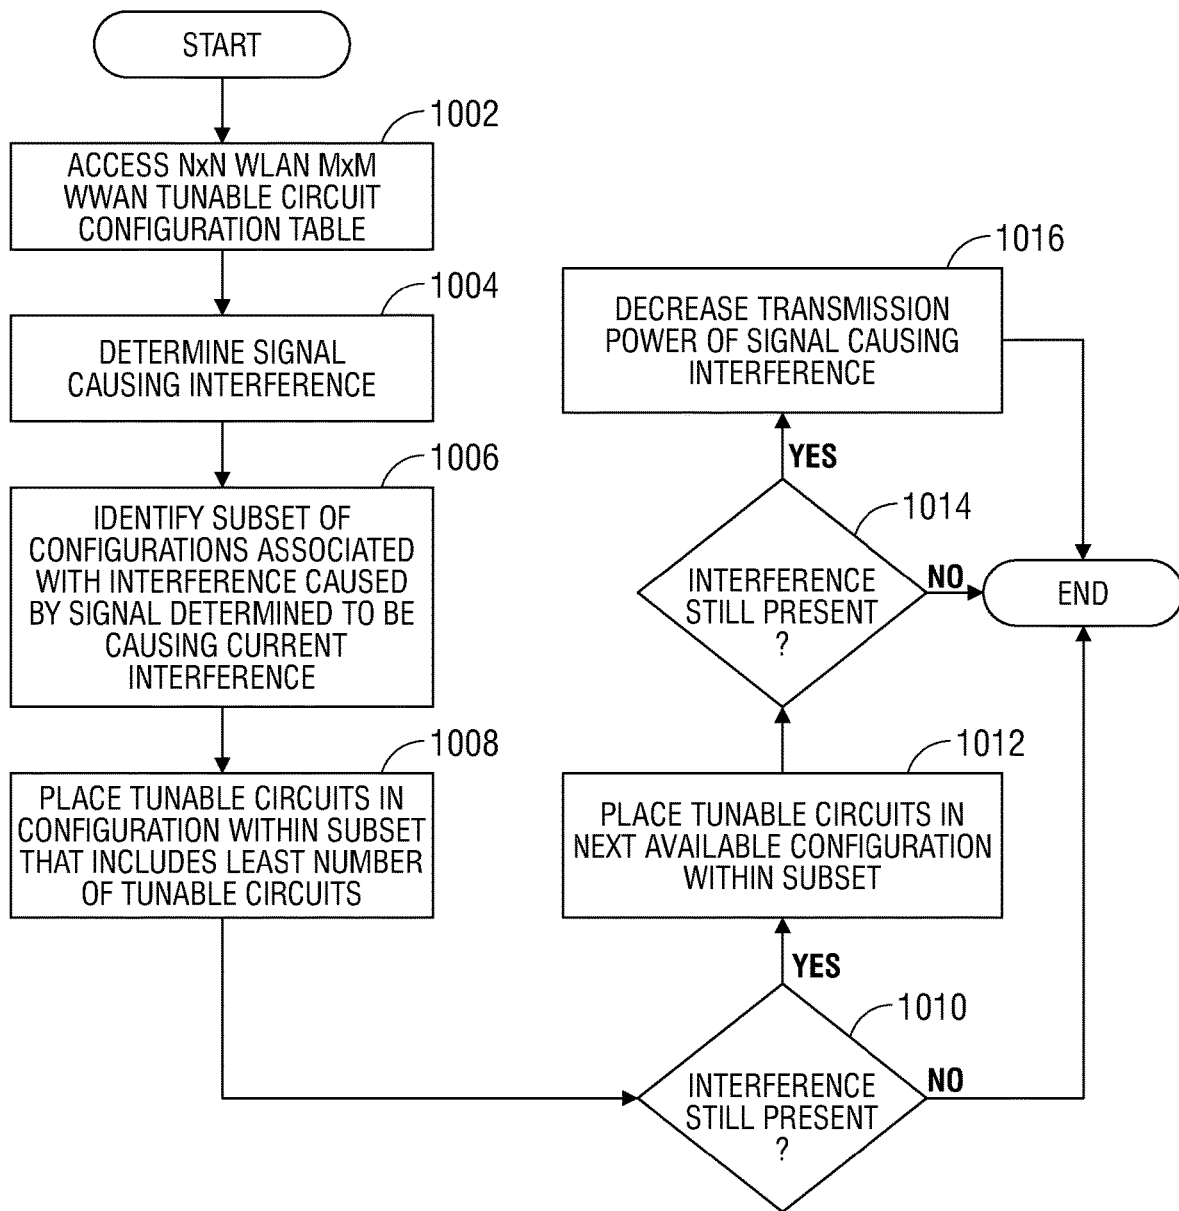 START
1002
ACCESS NxN WLAN MxM
WWAN TUNABLE CIRCUIT
CONFIGURATION TABLE
1004
DETERMINE SIGNAL
CAUSING INTERFERENCE
1006
IDENTIFY SUBSET OF
CONFIGURATIONS ASSOCIATED
WITH INTERFERENCE CAUSED
BY SIGNAL DETERMINED TO BE
CAUSING CURRENT
INTERFERENCE
1008
PLACE TUNABLE CIRCUITS IN
CONFIGURATION WITHIN SUBSET
THAT INCLUDES LEAST NUMBER
OF TUNABLE CIRCUITS
1010
INTERFERENCE
STILL PRESENT
?
NO
YES
1012
PLACE TUNABLE CIRCUITS IN
NEXT AVAILABLE CONFIGURATION
WITHIN SUBSET
1014
INTERFERENCE
STILL PRESENT
?
NO
YES
1016
DECREASE TRANSMISSION
POWER OF SIGNAL CAUSING
INTERFERENCE
END